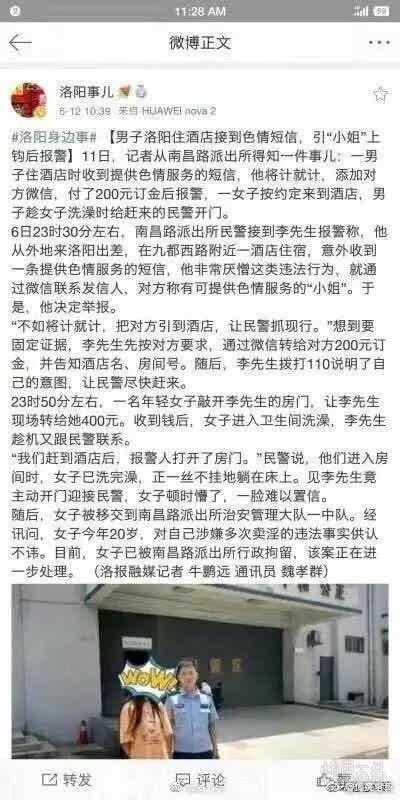 11:28 AM
59
微博正文
洛阳事儿
6-12 10:39 来自 HUAWEI nova 2
#洛阳身边事# 【男子洛阳住酒店接到色情短信，引“小姐”上
钩后报警】11日，记者从南昌路派出所得知一件事儿：一男
子住酒店时收到提供色情服务的短信，他将计就计，添加对
方微信，付了200元订金后报警，一女子按约定来到酒店，男
子趁女子洗澡时给赶来的民警开门。
6日23时30分左右，南昌路派出所民警接到李先生报警称，他
从外地来洛阳出差，在九都西路附近一酒店住宿，意外收到
一条提供色情服务的短信，他非常厌憎这类违法行为，就通
过微信联系发信人，对方称有可提供色情服务的“小姐”。于
是，他决定举报。
“不如将计就计，把对方引到酒店，让民警抓现行。”想到要
固定证据，李先生先按对方要求，通过微信转给对方200元订
金，并告知酒店名、房间号。随后，李先生拨打110说明了自
己的意图，让民警尽快赶来。
23时50分左右，一名年轻女子敲开李先生的房门，让李先生
现场转给她400元。收到钱后，女子进入卫生间洗澡，李先生
趁机又跟民警联系。
“我们赶到酒店后，报警人打开了房门。”民警说，他们进入房
间时，女子已洗完澡，正一丝不挂地躺在床上。见李先生竟
主动开门迎接民警，女子顿时懵了，一脸难以置信。
随后，女子被移交到南昌路派出所治安管理大队一中队。经
讯问，女子今年20岁，对自己涉嫌多次卖淫的违法事实供认
不讳。目前，女子已被南昌路派出所行政拘留，该案正在进
一步处理。（洛报融媒记者 牛鹏远 通讯员 魏孝群）
WOW!
转发
评论